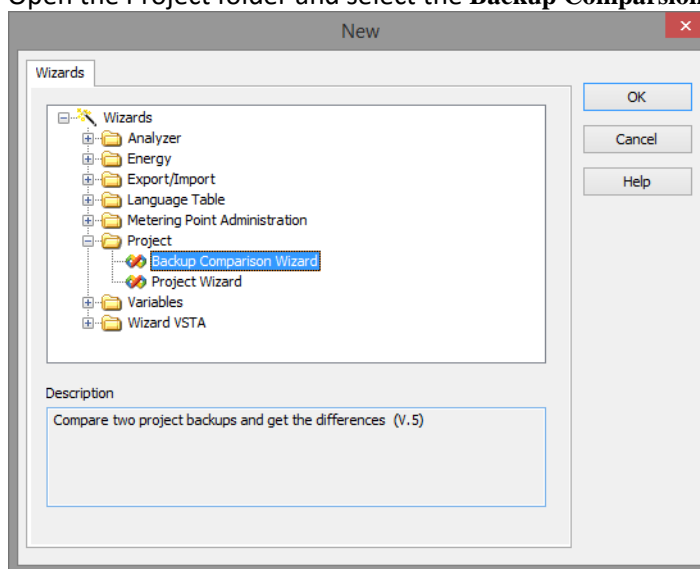 Open the Project folder and select the Backup Comparsion
New
Wizards
OK
Wizards
Analyzer
Cancel
Energy
Export/Import
Help
Language Table
Metering Point Administration
Project
Backup Comparison Wizard
Project Wizard
Variables
Wizard VSTA
Description
Compare two project backups and get the differences (V.5)